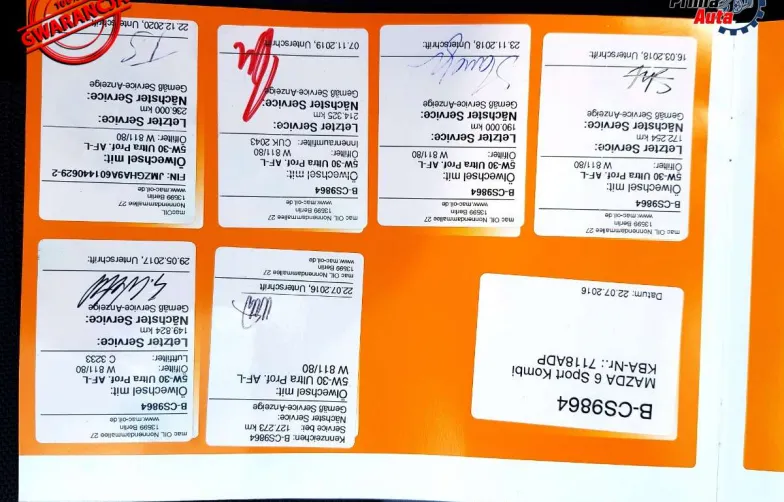 B-CS9864
MAZDA 6 Sport Kombi
KBA-Nr.: 7118ADP
Datum: 22.07.2016
Kennzeichen: B-CS9864
Service bei: 127.273 km
Nächster Service:
Gemäß Service-Anzeige
Ölwechsel mit:
5W-30 Ultra Prof. AF-L
W 811/80
22.07.2016, Unterschrift:
mac OIL Nonnendammallee 27
13599 Berlin
www.mac-oil.de
mac OIL Nonnendammallee 27
13599 Berlin
www.mac-oil.de
B-CS9864
Ölwechsel mit:
5W-30 Ultra Prof. AF-L
Ölfilter: W 811/80
Luftfilter: C 3233
Letzter Service:
149.824 km
Nächster Service:
Gemäß Service-Anzeige
29.05.2017, Unterschrift:
mac OIL Nonnendammallee 27
13599 Berlin
www.mac-oil.de
B-CS9864
Ölwechsel mit:
5W-30 Ultra Prof. AF-L
Ölfilter: W 811/80
Letzter Service:
172.254 km
Nächster Service:
Gemäß Service-Anzeige
16.03.2018, Unterschrift:
mac OIL Nonnendammallee 27
13599 Berlin
www.mac-oil.de
B-CS9864
Ölwechsel mit:
5W-30 Ultra Prof. AF-L
Ölfilter: W 811/80
Letzter Service:
190.000 km
Nächster Service:
Gemäß Service-Anzeige
23.11.2018, Unterschrift:
mac OIL Nonnendammallee 27
13599 Berlin
www.mac-oil.de
B-CS9864
Ölwechsel mit:
5W-30 Ultra Prof. AF-L
Ölfilter: W 811/80
Innenraumfilter: CUK 2043
Letzter Service:
214.325 km
Nächster Service:
Gemäß Service-Anzeige
07.11.2019, Unterschrift:
macOIL Nonnendammallee 27
13599 Berlin
www.mac-oil.de
FIN: JMZGHA9A601440629-2
Ölwechsel mit:
5W-30 Ultra Prof. AF-L
Ölfilter: W 811/80
Letzter Service:
236.000 km
Nächster Service:
Gemäß Service-Anzeige
22.12.2020, Unterschrift:
GWARANCJA
Prima
Auto